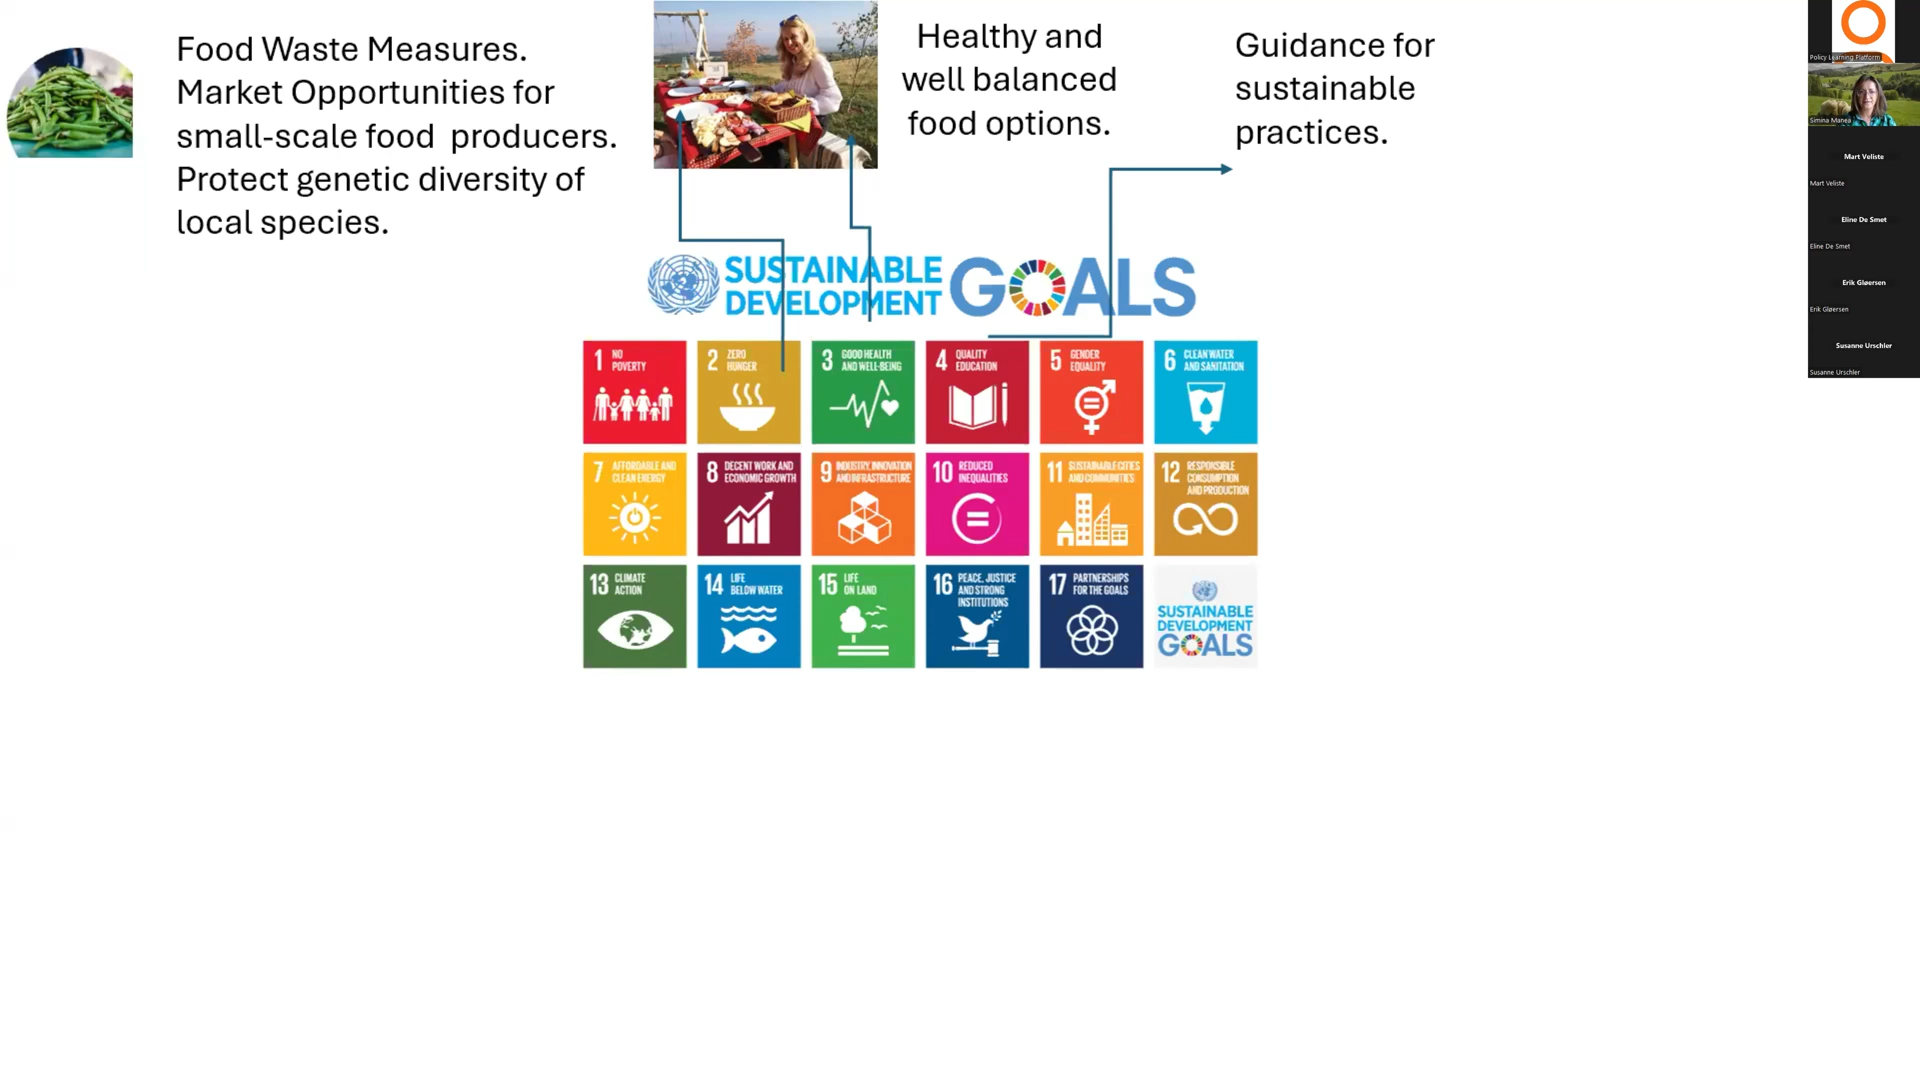 Food Waste Measures.
Market Opportunities for
small-scale food  producers.
Protect genetic diversity of
local species.
Healthy and
well balanced
food options.
Guidance for
sustainable
practices.
SUSTAINABLE
DEVELOPMENT
GOALS
1 NO
POVERTY
2 ZERO
HUNGER
3 GOOD HEALTH
AND WELL-BEING
4 QUALITY
EDUCATION
5 GENDER
EQUALITY
6 CLEAN WATER
AND SANITATION
7 AFFORDABLE AND
CLEAN ENERGY
8 DECENT WORK AND
ECONOMIC GROWTH
9 INDUSTRY, INNOVATION
AND INFRASTRUCTURE
10 REDUCED
INEQUALITIES
11 SUSTAINABLE CITIES
AND COMMUNITIES
12 RESPONSIBLE
CONSUMPTION
AND PRODUCTION
13 CLIMATE
ACTION
14 LIFE
BELOW WATER
15 LIFE
ON LAND
16 PEACE, JUSTICE
AND STRONG
INSTITUTIONS
17 PARTNERSHIPS
FOR THE GOALS
SUSTAINABLE
DEVELOPMENT
GOALS
Policy Learning Platform
Simina Manea
Mart Veliste
Mart Veliste
Eline De Smet
Eline De Smet
Erik Gløersen
Erik Gløersen
Susanne Urschler
Susanne Urschler